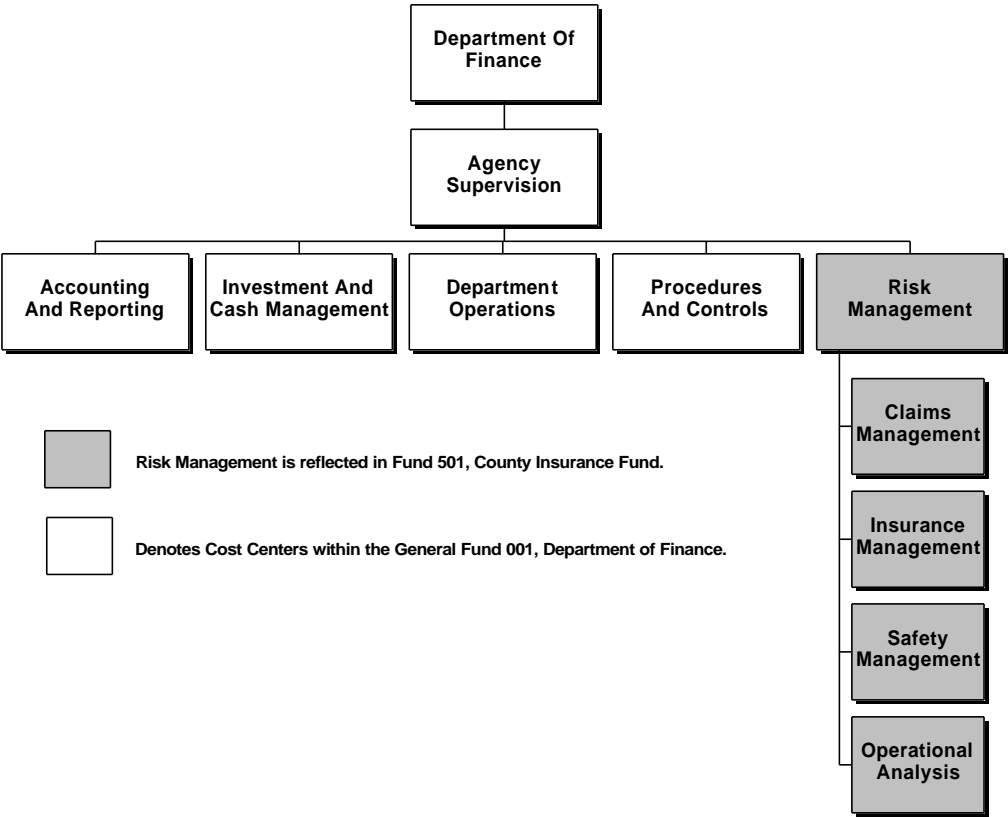 Department Of
Finance
Agency
Supervision
Accounting
And Reporting
Investment And
Cash Management
Department
Operations
Procedures
And Controls
Risk
Management
Claims
Management
Insurance
Management
Safety
Management
Operational
Analysis
Risk Management is reflected in Fund 501, County Insurance Fund.
Denotes Cost Centers within the General Fund 001, Department of Finance.